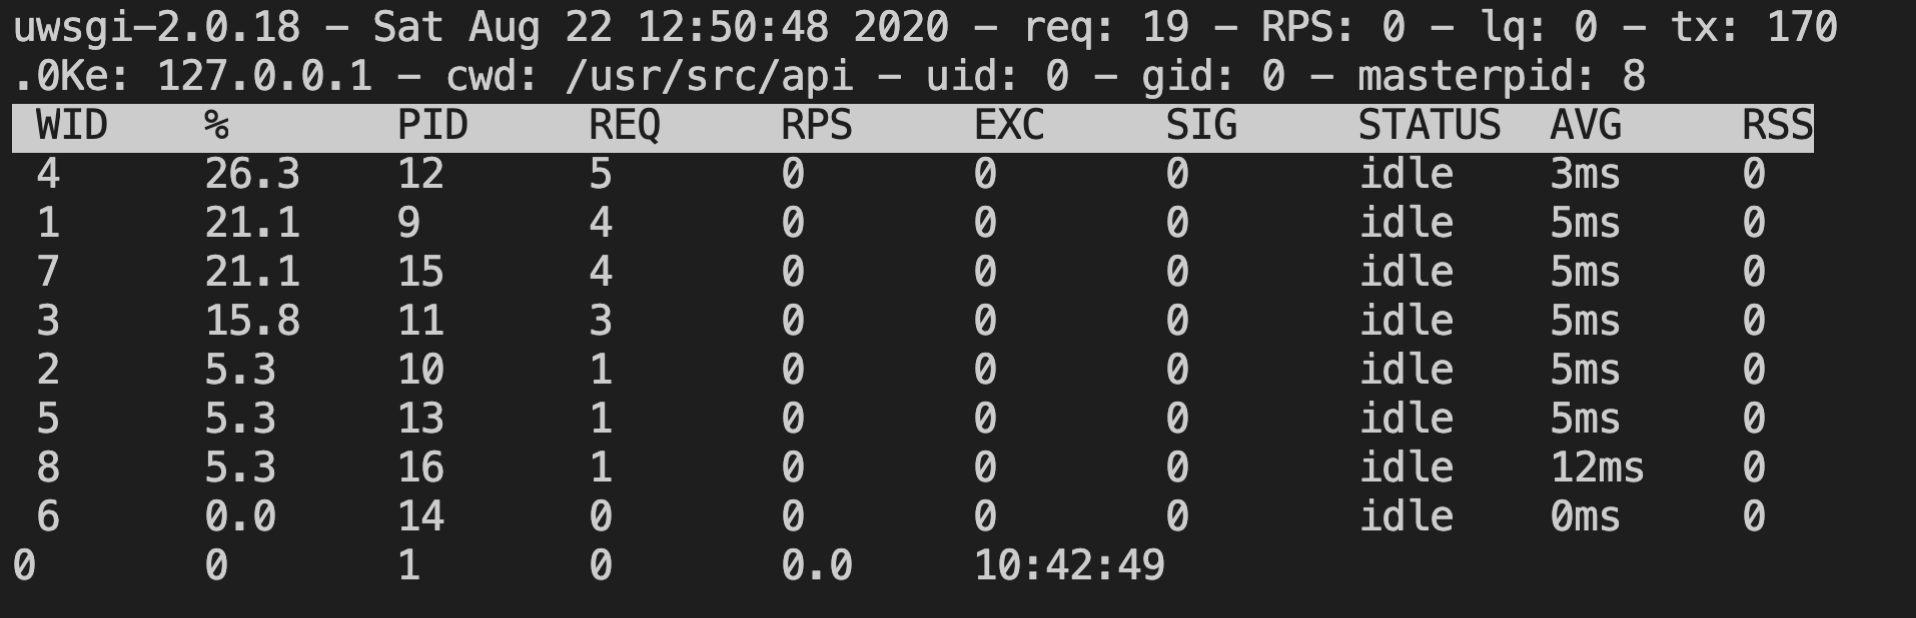 uwsgi-2.0.18 - Sat Aug 22 12:50:48 2020 - req: 19 - RPS: 0 - lq: 0 - tx: 170
.0Ke: 127.0.0.1 - cwd: /usr/src/api - uid: 0 - gid: 0 - masterpid: 8
WID % PID REQ RPS EXC SIG STATUS AVG RSS
4 26.3 12 5 0 0 0 idle 3ms 0
1 21.1 9 4 0 0 0 idle 5ms 0
7 21.1 15 4 0 0 0 idle 5ms 0
3 15.8 11 3 0 0 0 idle 5ms 0
2 5.3 10 1 0 0 0 idle 5ms 0
5 5.3 13 1 0 0 0 idle 5ms 0
8 5.3 16 1 0 0 0 idle 12ms 0
6 0.0 14 0 0 0 0 idle 0ms 0
0 0 1 0 0.0 10:42:49